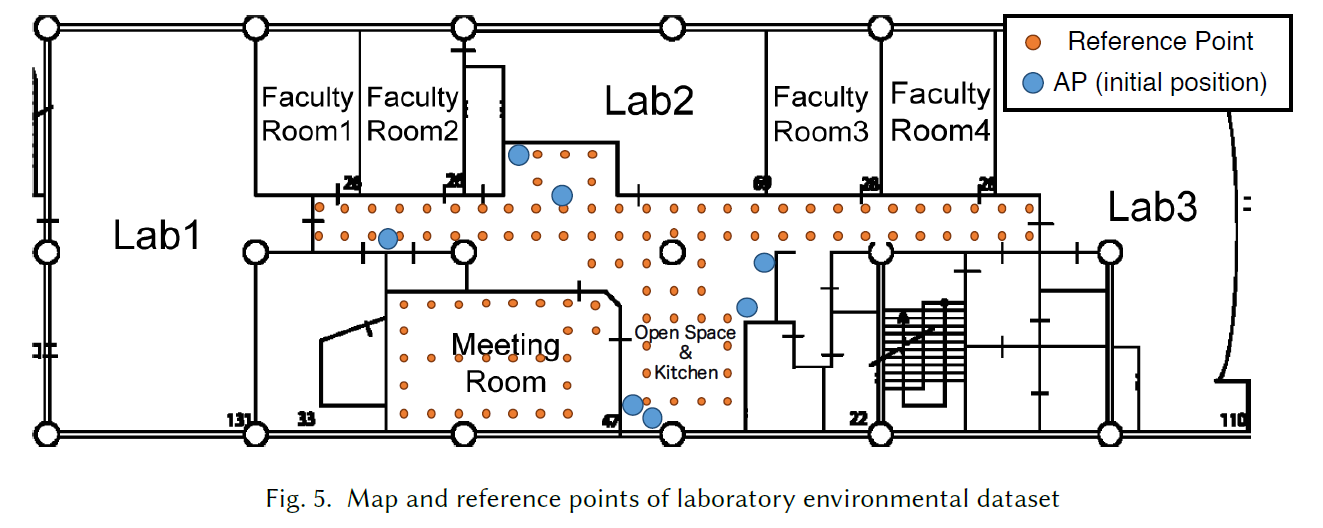 Reference Point
AP (initial position)
Faculty
Room1
Faculty
Room2
Lab2
Faculty
Room3
Faculty
Room4
Lab1
Lab3
26
26
69
28
26
Meeting
Room
Open Space
&
Kitchen
131
33
47
22
110
Fig. 5. Map and reference points of laboratory environmental dataset